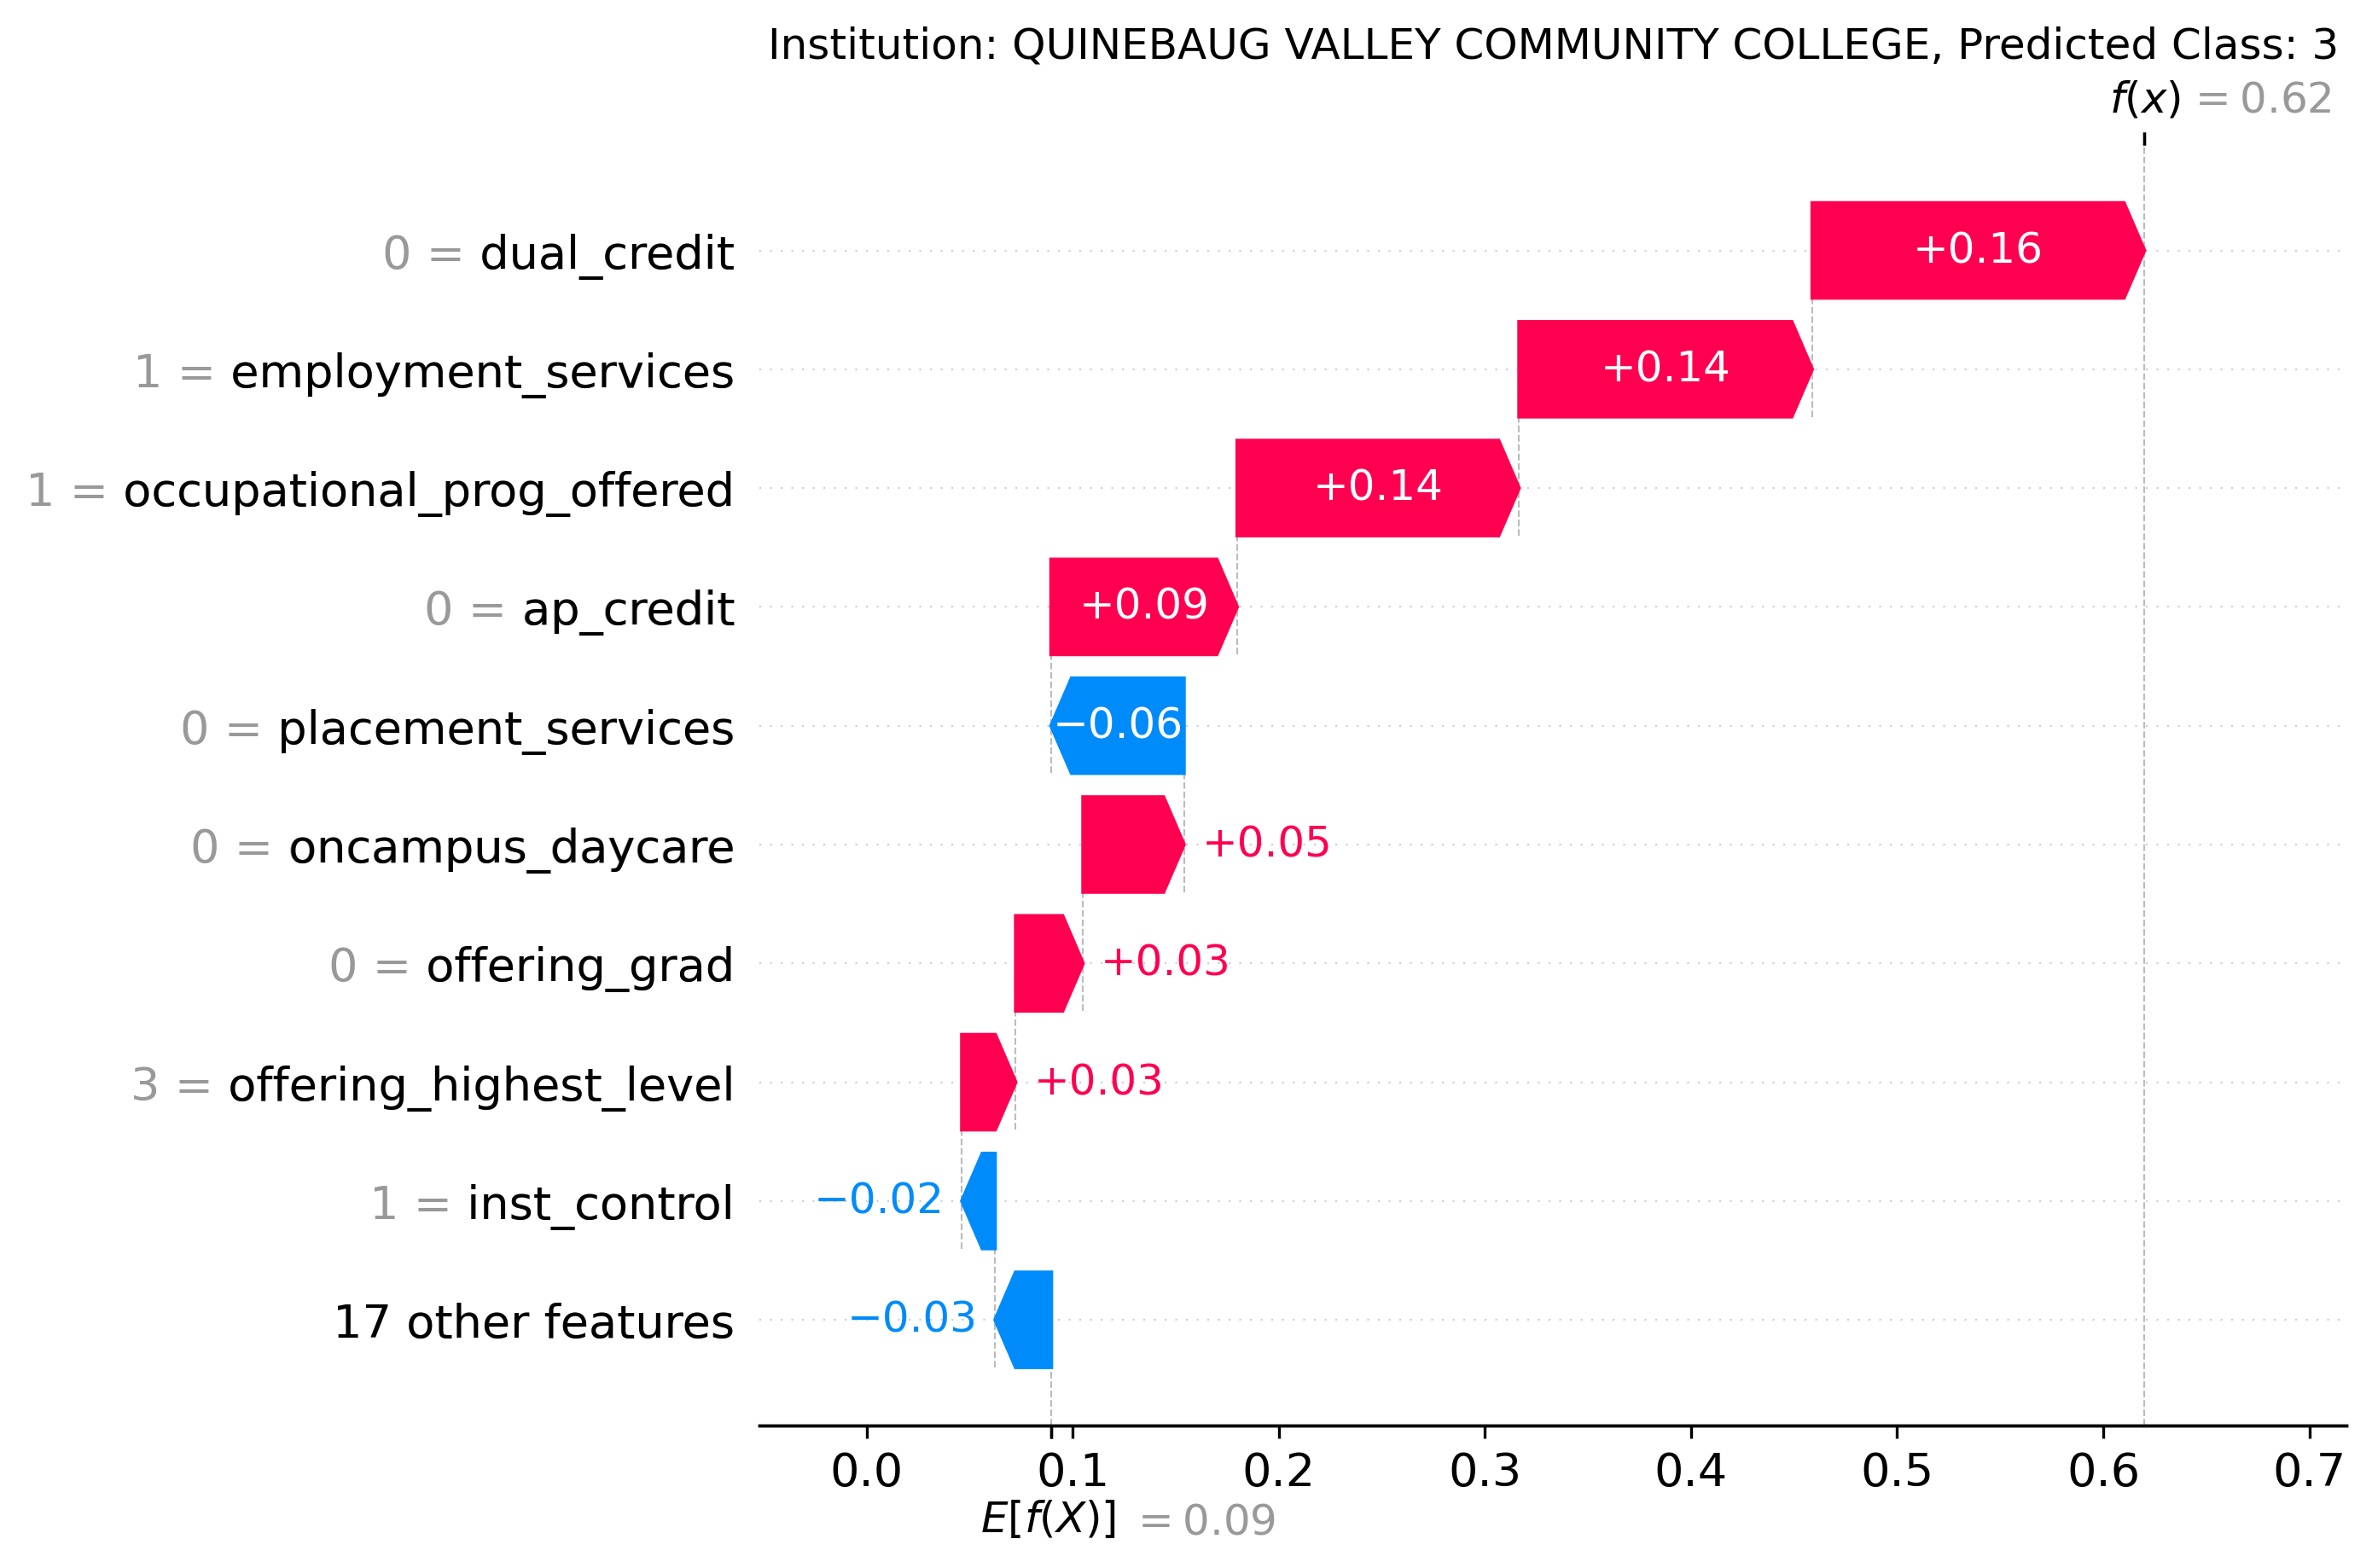 Institution: QUINEBAUG VALLEY COMMUNITY COLLEGE, Predicted Class: 3
f(x) = 0.62
0 = dual_credit +0.16
1 = employment_services +0.14
1 = occupational_prog_offered +0.14
0 = ap_credit +0.09
0 = placement_services −0.06
0 = oncampus_daycare +0.05
0 = offering_grad +0.03
3 = offering_highest_level +0.03
1 = inst_control −0.02
17 other features −0.03
0.0 0.1 0.2 0.3 0.4 0.5 0.6 0.7
E[f(X)] = 0.09